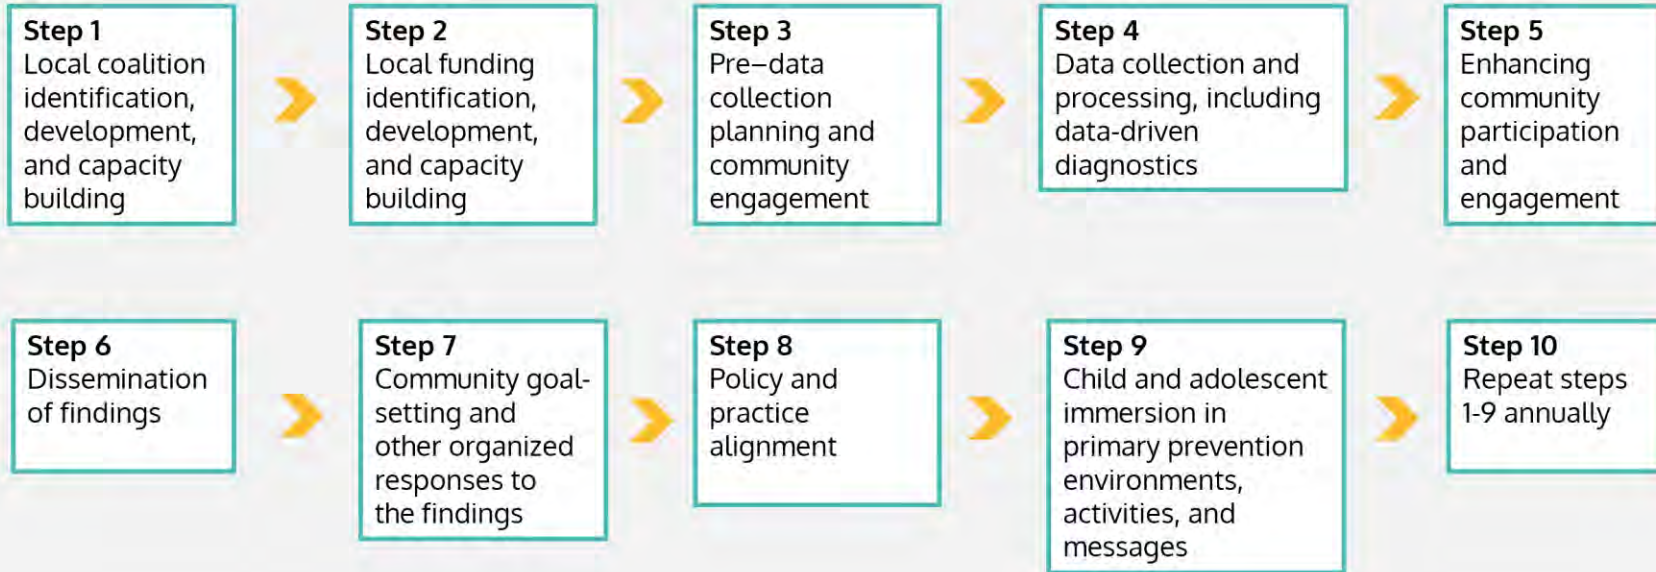 Step 1
Local coalition
identification,
development,
and capacity
building
Step 2
Local funding
identification,
development,
and capacity
building
Step 3
Pre–data
collection
planning and
community
engagement
Step 4
Data collection and
processing, including
data-driven
diagnostics
Step 5
Enhancing
community
participation
and
engagement
Step 6
Dissemination
of findings
Step 7
Community goal-
setting and
other organized
responses to
the findings
Step 8
Policy and
practice
alignment
Step 9
Child and adolescent
immersion in
primary prevention
environments,
activities, and
messages
Step 10
Repeat steps
1-9 annually